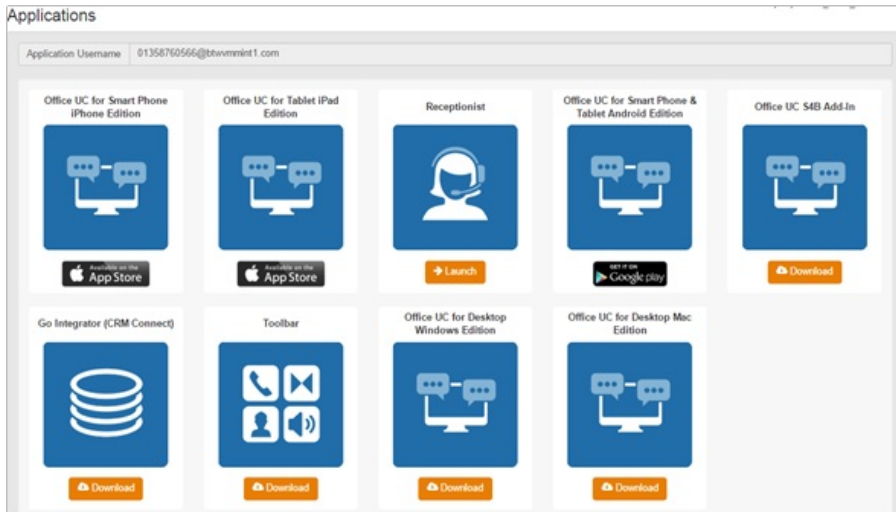 Applications
Application Username 01358760566@btwvmmint1.com
Office UC for Smart Phone
iPhone Edition
Available on the
App Store
Office UC for Tablet iPad
Edition
Available on the
App Store
Receptionist
Launch
Office UC for Smart Phone &
Tablet Android Edition
GET IT ON
Google play
Office UC S4B Add-In
Download
Go Integrator (CRM Connect)
Download
Toolbar
Download
Office UC for Desktop
Windows Edition
Download
Office UC for Desktop Mac
Edition
Download